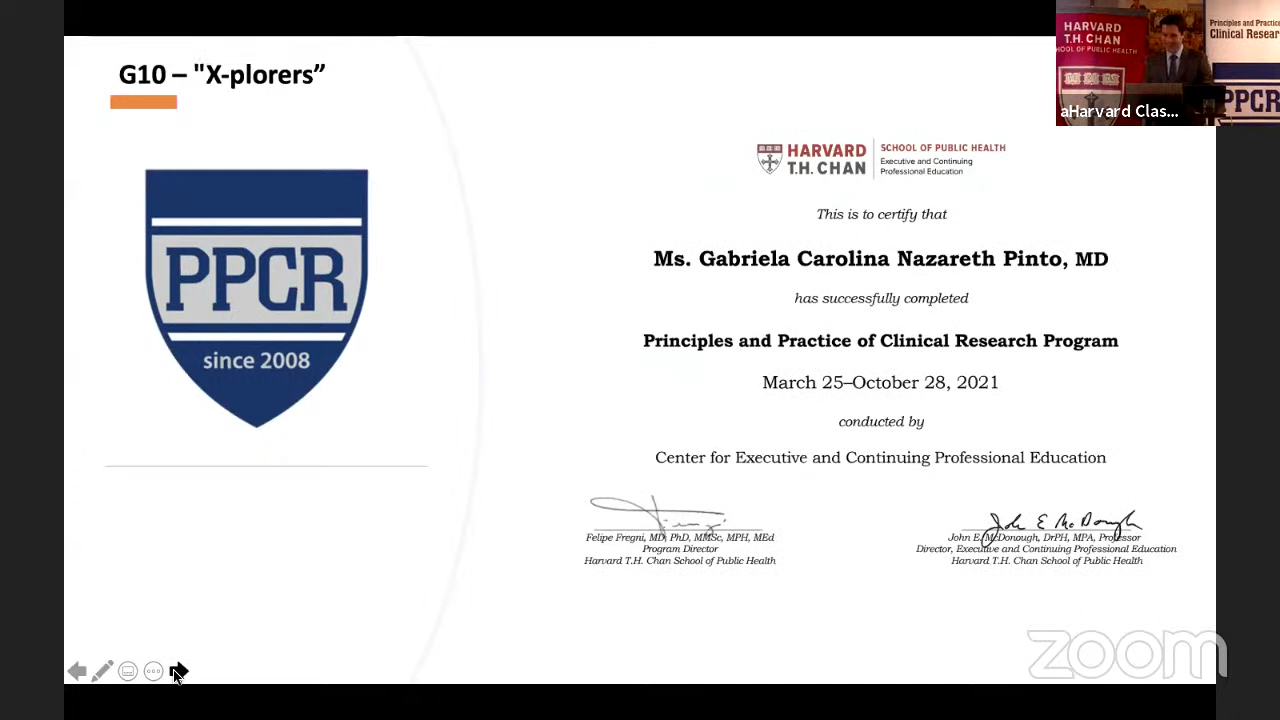 G10 – "X-plorers”
HARVARD
T.H. CHAN
SCHOOL OF PUBLIC HEALTH
Principles and Practice
Clinical Resear
PPCR
aHarvard Clas...
PPCR
since 2008
HARVARD
T.H. CHAN
SCHOOL OF PUBLIC HEALTH
Executive and Continuing
Professional Education
This is to certify that
Ms. Gabriela Carolina Nazareth Pinto, MD
has successfully completed
Principles and Practice of Clinical Research Program
March 25–October 28, 2021
conducted by
Center for Executive and Continuing Professional Education
Felipe Fregni, MD, PhD, MMSc, MPH, MEd
Program Director
Harvard T.H. Chan School of Public Health
John E McDonough
John E. McDonough, DrPH, MPA, Professor
Director, Executive and Continuing Professional Education
Harvard T.H. Chan School of Public Health
zoom